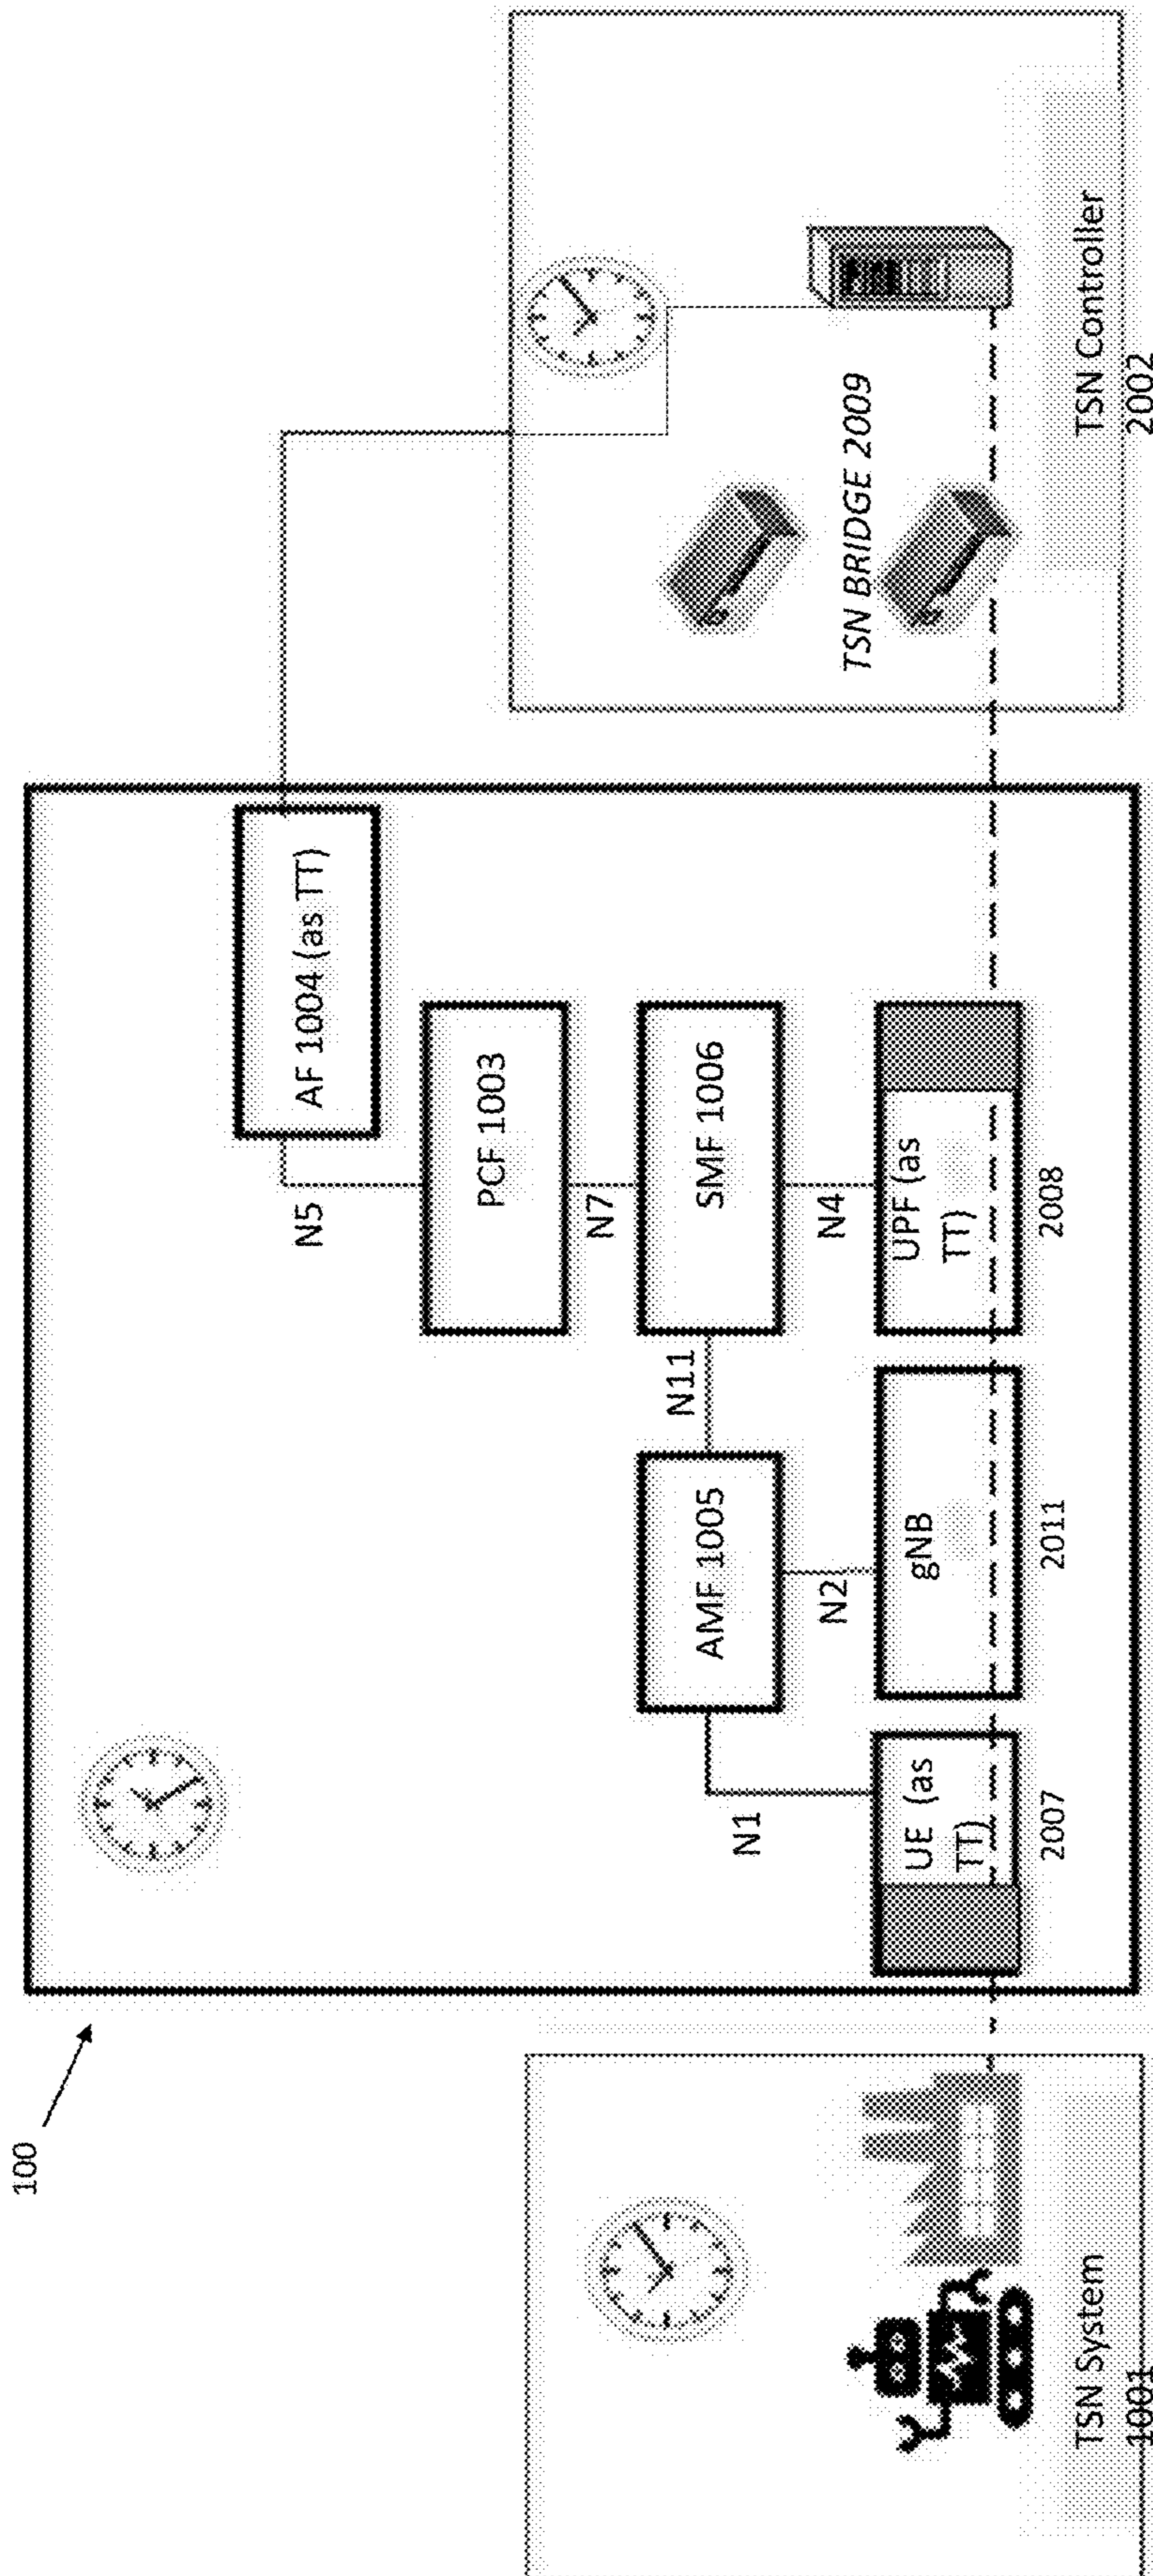 100
AF 1004 (as TT)
N5
PCF 1003
N7
AMF 1005
N11
SMF 1006
N1
N2
N4
UE (as
TT)
2007
gNB
2011
UPF (as
TT)
2008
TSN System
1001
TSN BRIDGE 2009
TSN Controller
2002